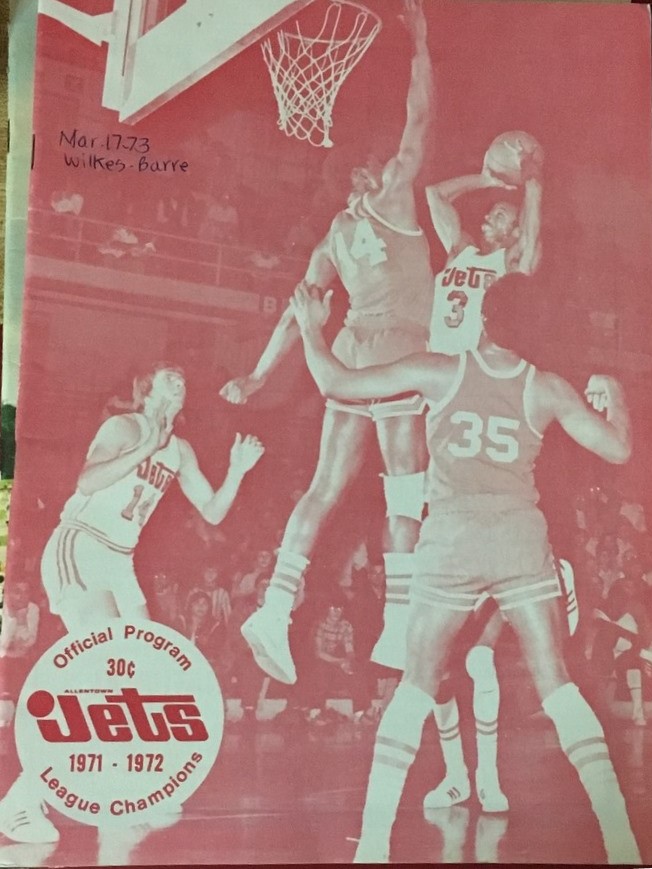 Mar. 17-73
Wilkes-Barre
14
Jets
3
35
Jets
14
Official Program
30¢
ALLENTOWN
Jets
1971 - 1972
League Champions